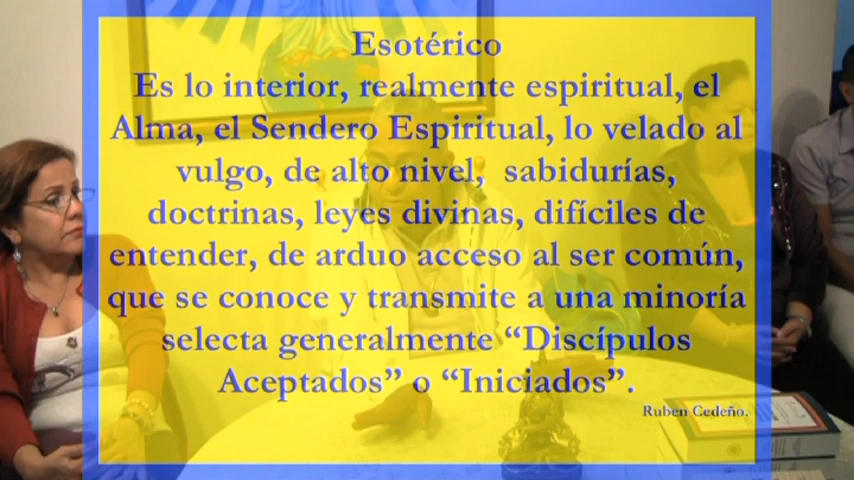 Esotérico
Es lo interior, realmente espiritual, el
Alma, el Sendero Espiritual, lo velado al
vulgo, de alto nivel,  sabidurías,
doctrinas, leyes divinas, difíciles de
entender, de arduo acceso al ser común,
que se conoce y transmite a una minoría
selecta generalmente “Discípulos
Aceptados” o “Iniciados”.
Ruben Cedeño.